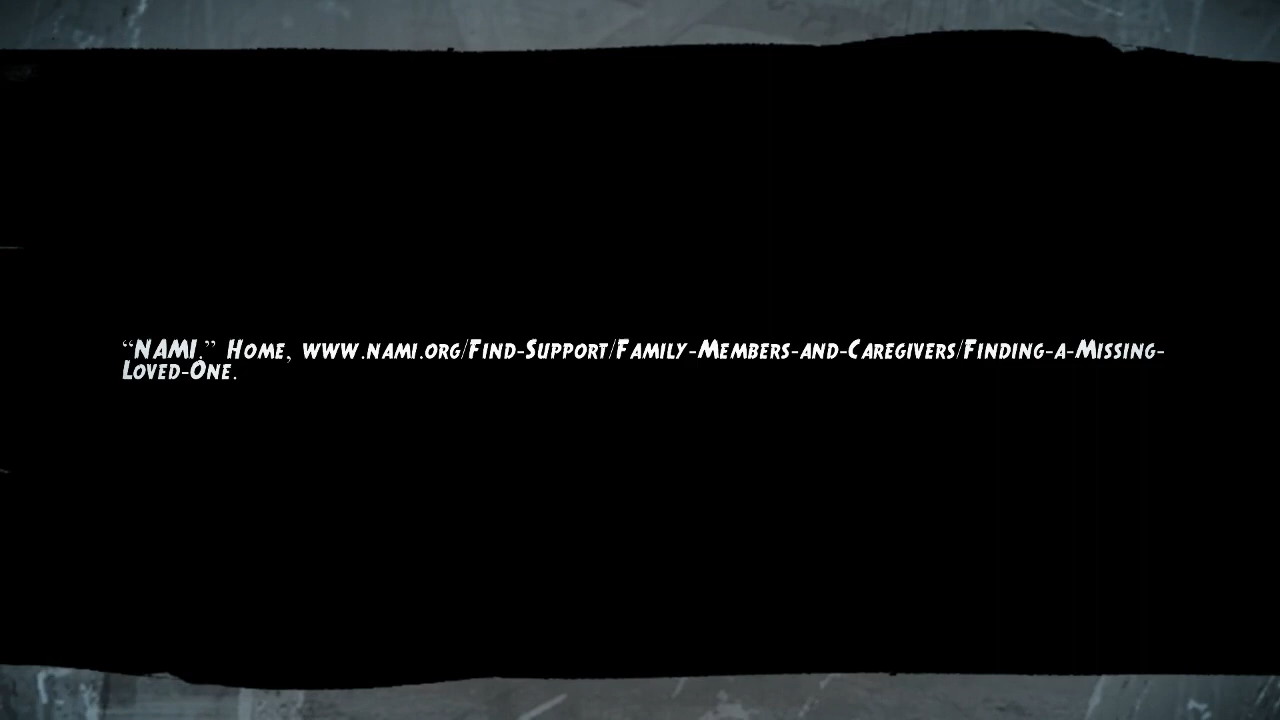 “NAMI.” Home, www.nami.org/Find-Support/Family-Members-and-Caregivers/Finding-a-Missing-
Loved-One.